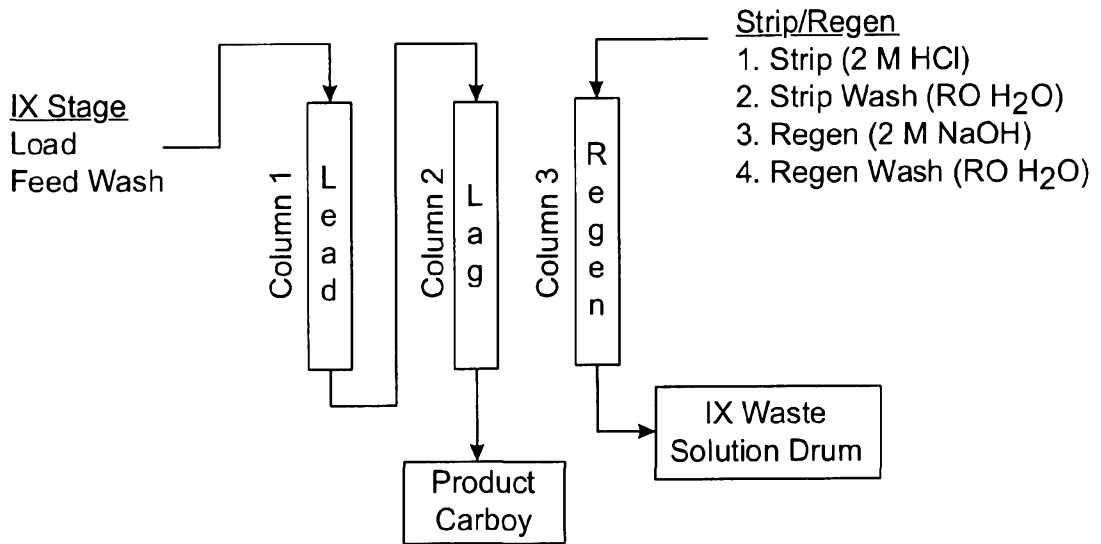 IX Stage
Load
Feed Wash
Column 1
Lead
Column 2
Lag
Column 3
Regen
Strip/Regen
1. Strip (2 M HCl)
2. Strip Wash (RO H₂O)
3. Regen (2 M NaOH)
4. Regen Wash (RO H₂O)
IX Waste
Solution Drum
Product
Carboy